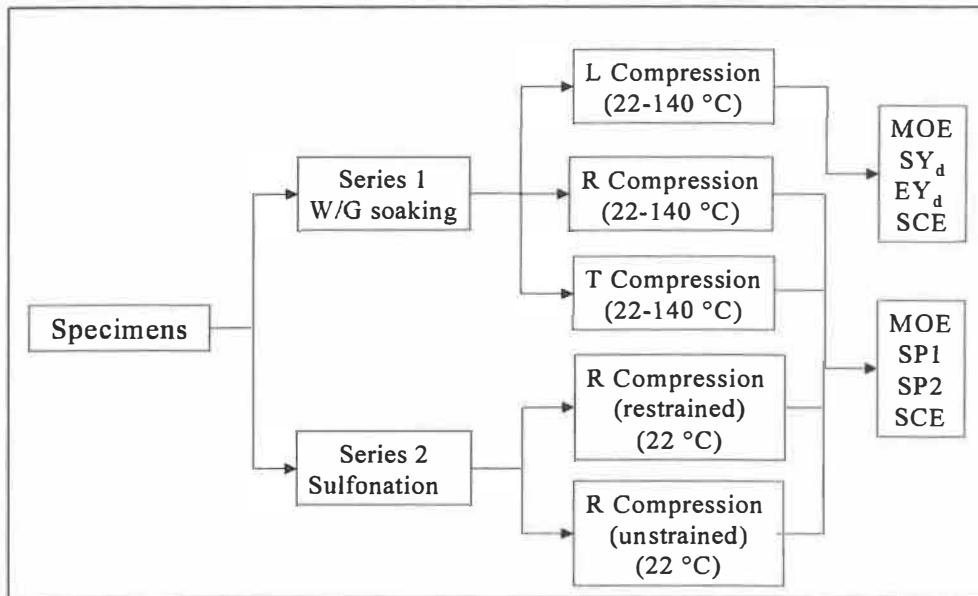 Specimens
Series 1
W/G soaking
Series 2
Sulfonation
L Compression
(22-140 °C)
R Compression
(22-140 °C)
T Compression
(22-140 °C)
R Compression
(restrained)
(22 °C)
R Compression
(unstrained)
(22 °C)
MOE
SY_d
EY_d
SCE
MOE
SP1
SP2
SCE